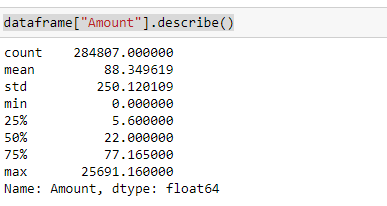 dataframe["Amount"].describe()
count    284807.000000
mean         88.349619
std         250.120109
min           0.000000
25%           5.600000
50%          22.000000
75%          77.165000
max       25691.160000
Name: Amount, dtype: float64